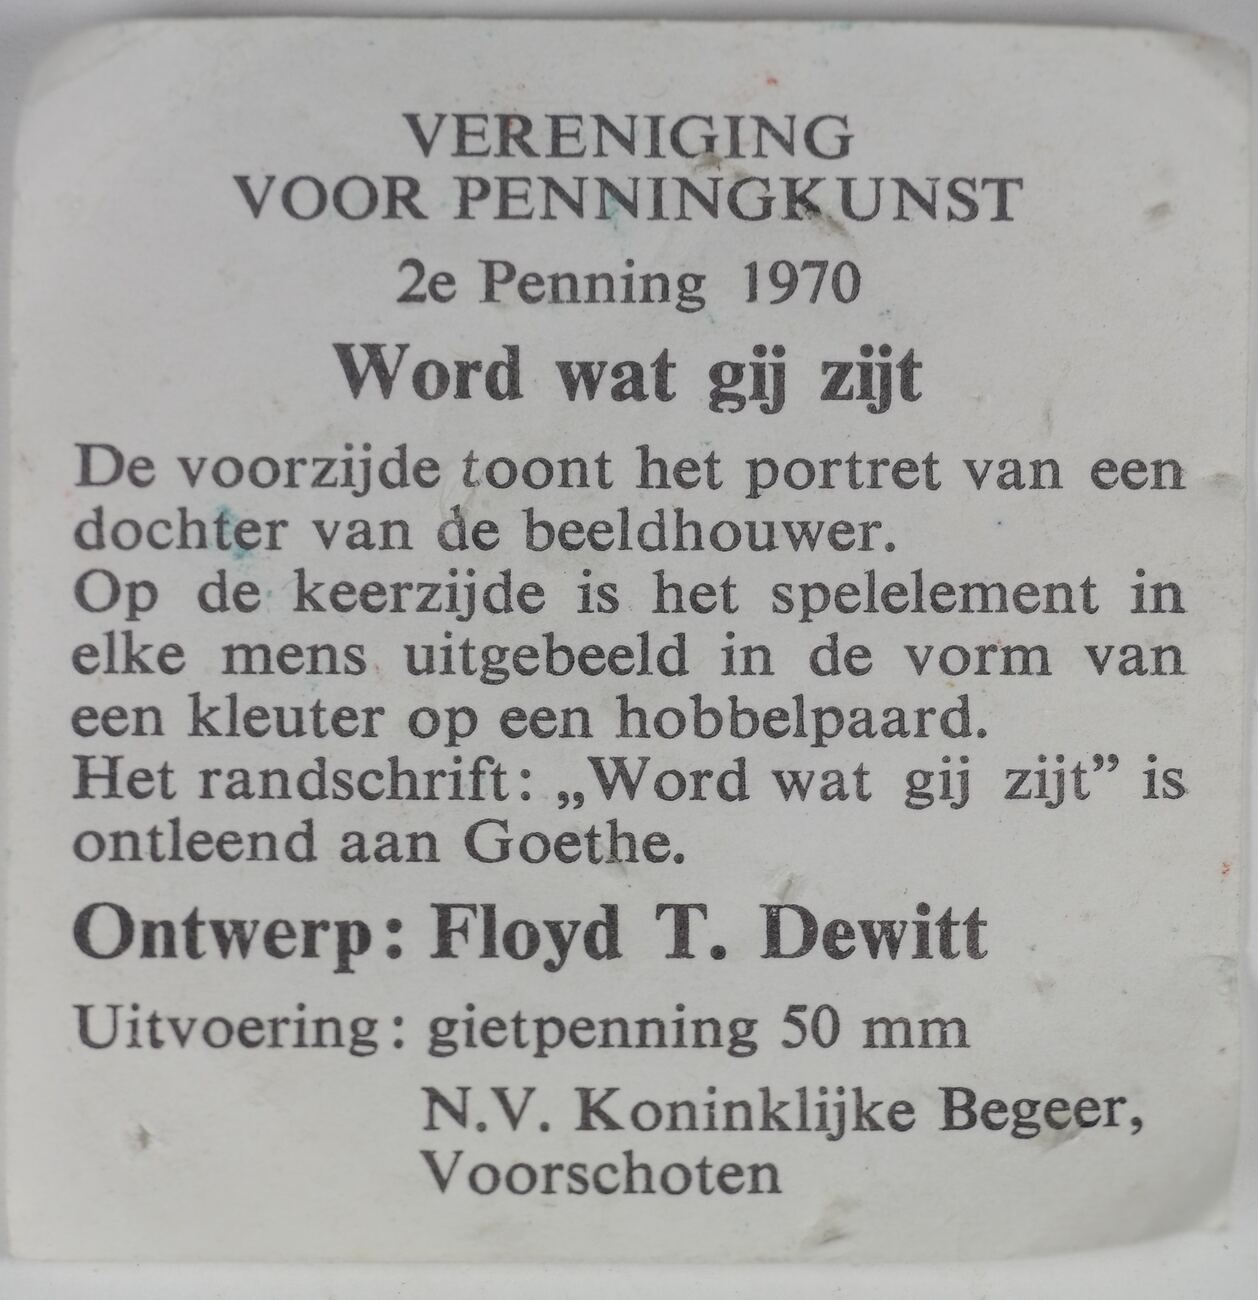 VERENIGING
VOOR PENNINGKUNST
2e Penning 1970
Word wat gij zijt
De voorzijde toont het portret van een
dochter van de beeldhouwer.
Op de keerzijde is het spelelement in
elke mens uitgebeeld in de vorm van
een kleuter op een hobbelpaard.
Het randschrift: „Word wat gij zijt” is
ontleend aan Goethe.
Ontwerp: Floyd T. Dewitt
Uitvoering: gietpenning 50 mm
N.V. Koninklijke Begeer,
Voorschoten